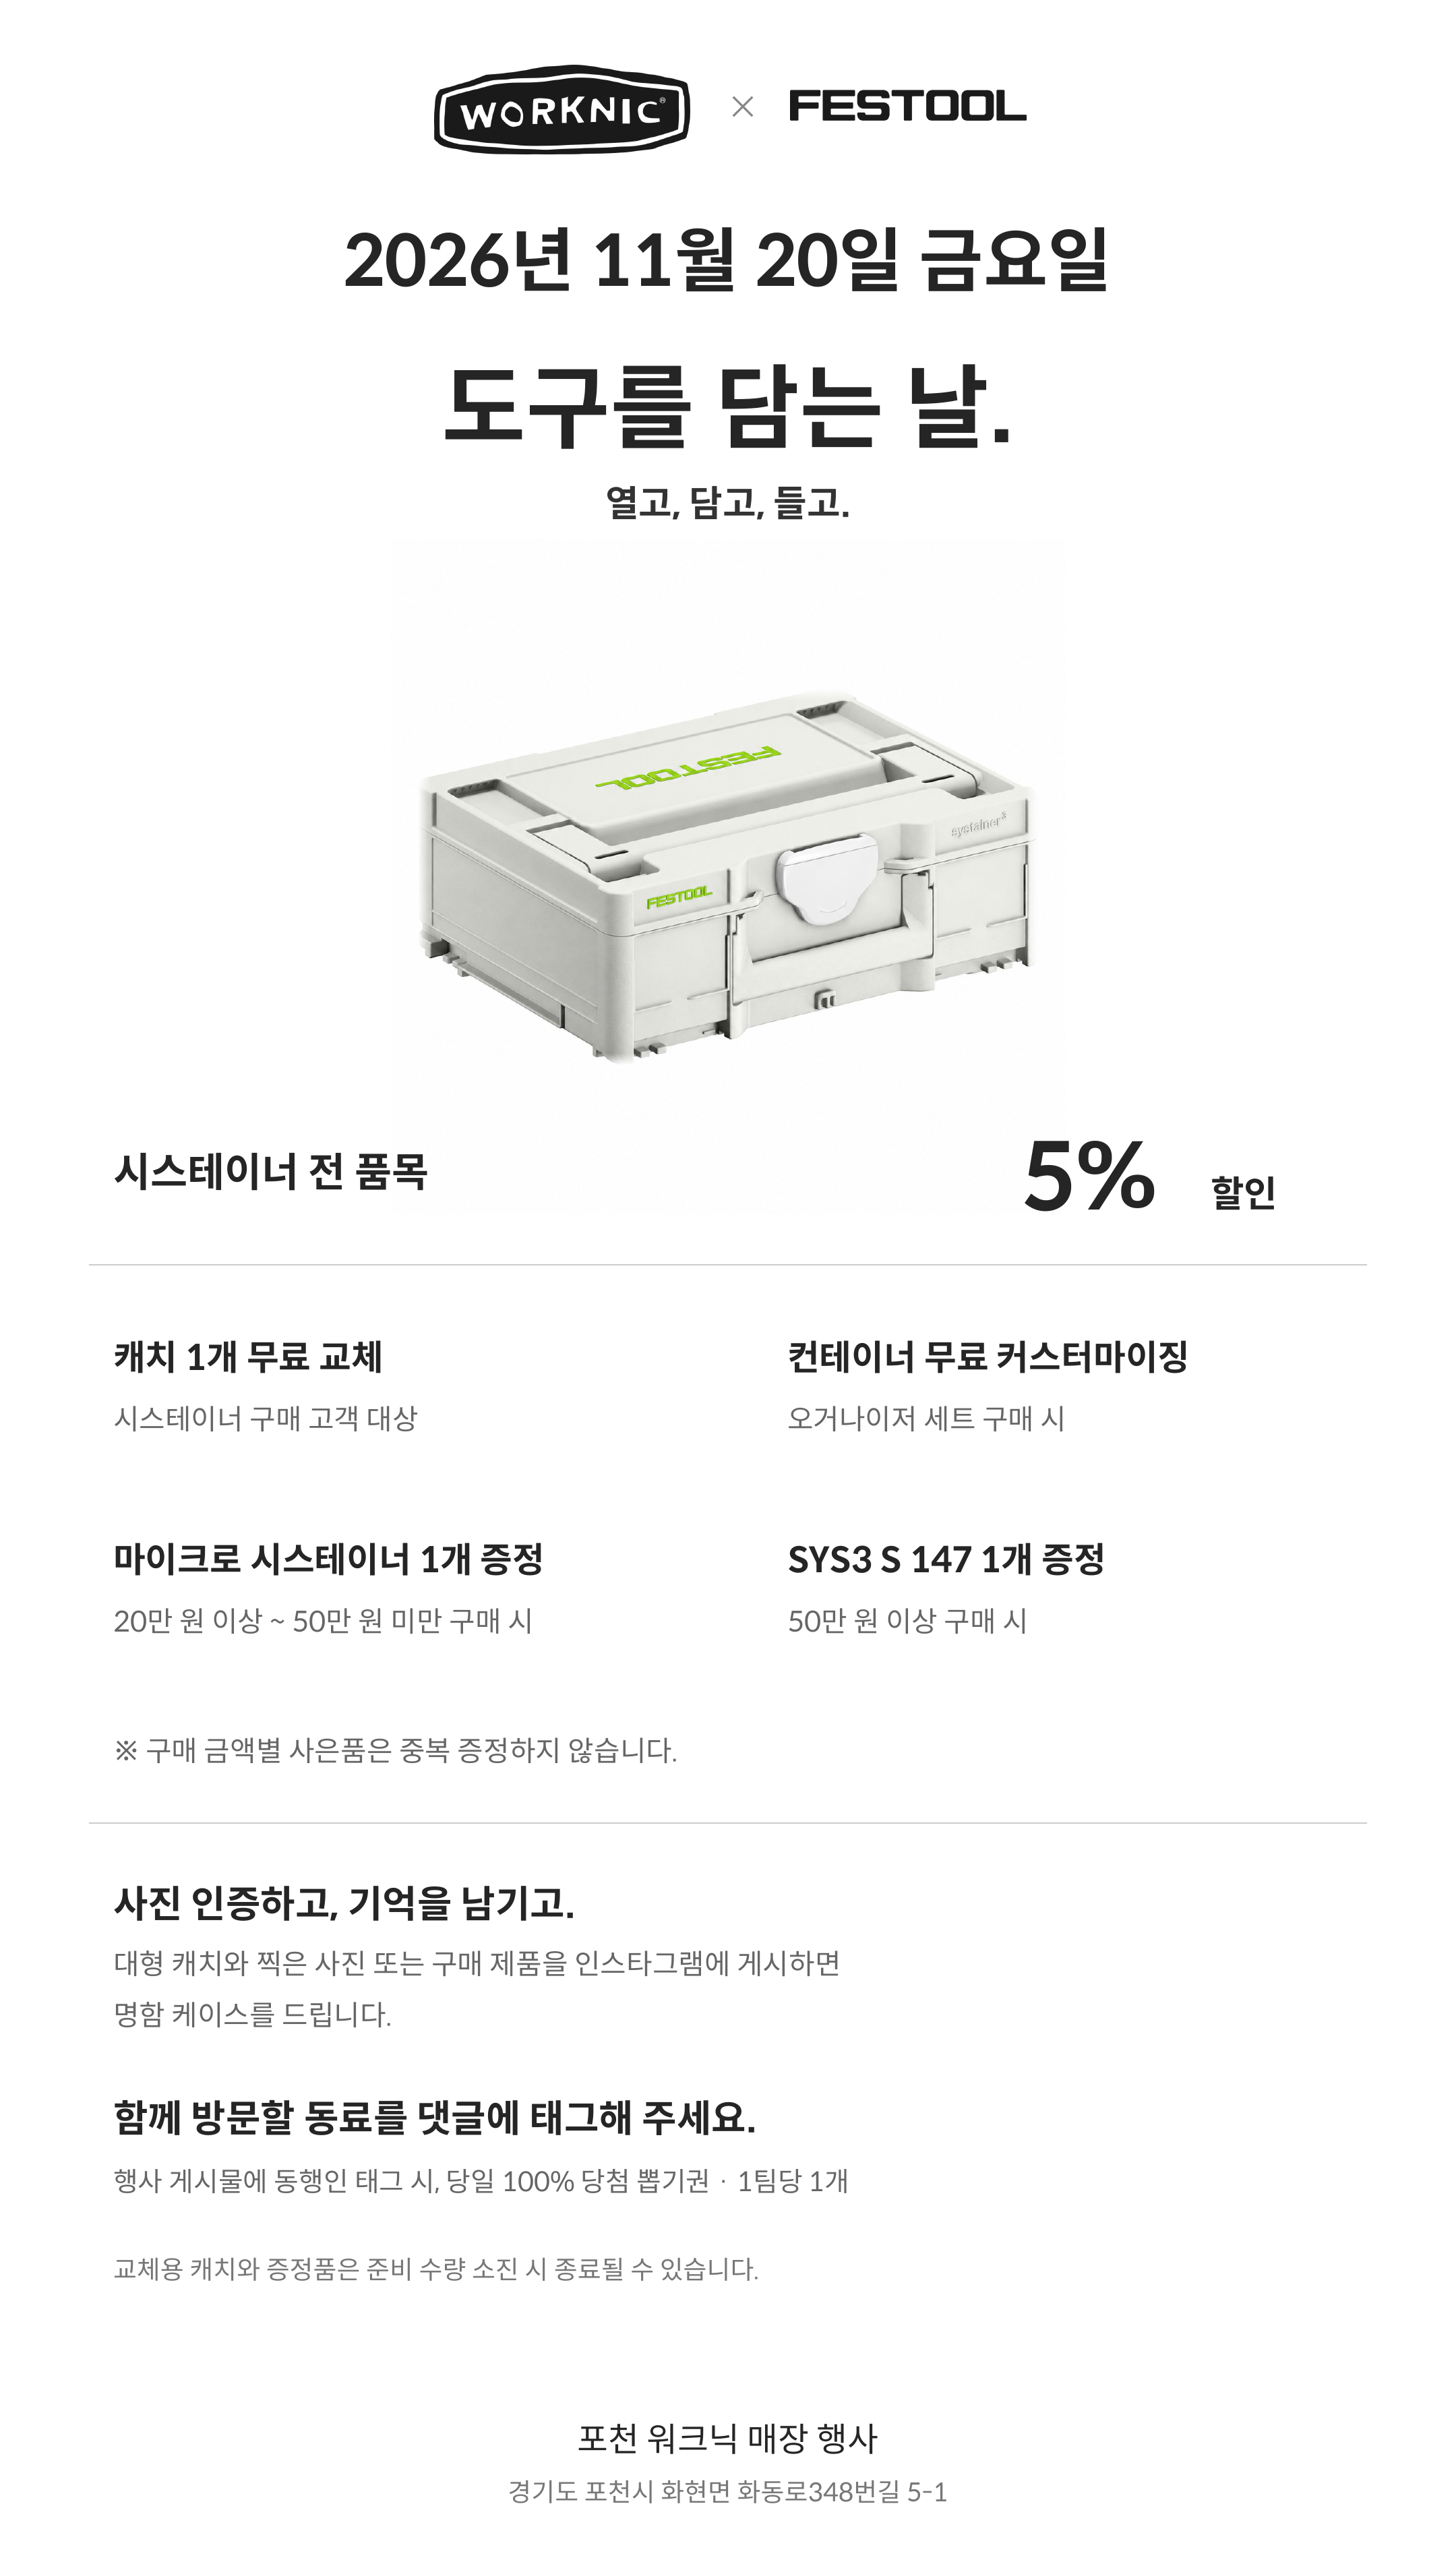 WORKNIC® × FESTOOL
2026년 11월 20일 금요일
도구를 담는 날.
열고, 담고, 들고.
FESTOOL
systainer³
FESTOOL
시스테이너 전 품목
5% 할인
캐치 1개 무료 교체
시스테이너 구매 고객 대상
컨테이너 무료 커스터마이징
오거나이저 세트 구매 시
마이크로 시스테이너 1개 증정
20만 원 이상 ~ 50만 원 미만 구매 시
SYS3 S 147 1개 증정
50만 원 이상 구매 시
※ 구매 금액별 사은품은 중복 증정하지 않습니다.
사진 인증하고, 기억을 남기고.
대형 캐치와 찍은 사진 또는 구매 제품을 인스타그램에 게시하면
명함 케이스를 드립니다.
함께 방문할 동료를 댓글에 태그해 주세요.
행사 게시물에 동행인 태그 시, 당일 100% 당첨 뽑기권 · 1팀당 1개
교체용 캐치와 증정품은 준비 수량 소진 시 종료될 수 있습니다.
포천 워크닉 매장 행사
경기도 포천시 화현면 화동로348번길 5-1